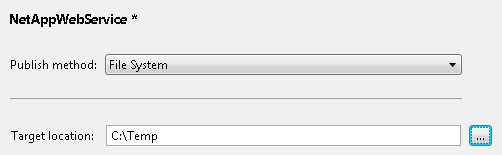 NetAppWebService *
Publish method: File System
Target location: C:\Temp ...